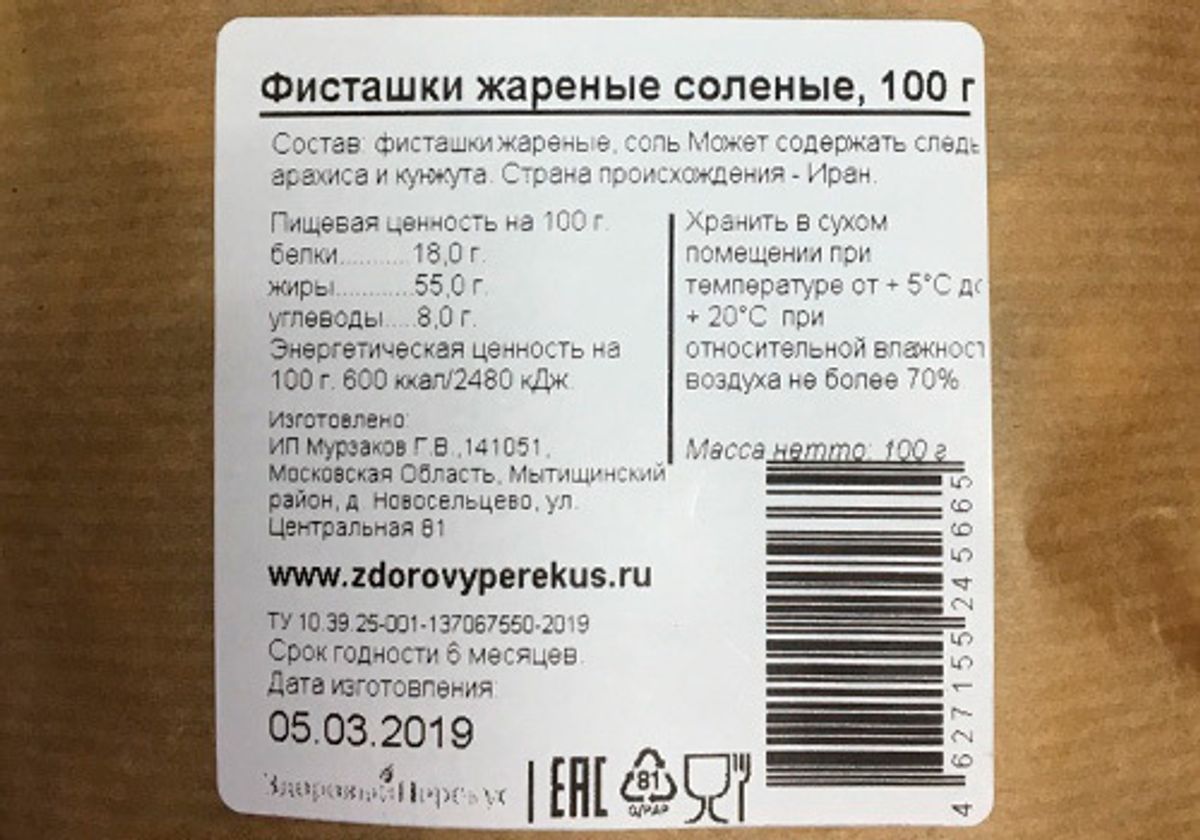 Фисташки жареные соленые, 100 г
Состав: фисташки жареные, соль Может содержать следы
арахиса и кунжута. Страна происхождения - Иран.
Пищевая ценность на 100 г.
белки...........18,0 г.
жиры............55,0 г.
углеводы.....8,0 г.
Энергетическая ценность на
100 г. 600 ккал/2480 кДж.
Хранить в сухом
помещении при
температуре от + 5°С до
+ 20°С при
относительной влажност
воздуха не более 70%.
Масса нетто: 100 г
Изготовлено:
ИП Мурзаков Г.В.,141051,
Московская Область, Мытищинский
район, д. Новосельцево, ул.
Центральная 81
www.zdorovyperekus.ru
ТУ 10.39.25-001-137067550-2019
Срок годности 6 месяцев.
Дата изготовления:
05.03.2019
Здоровый Перекус
EAC
81
C/PAP
4 627155 245665